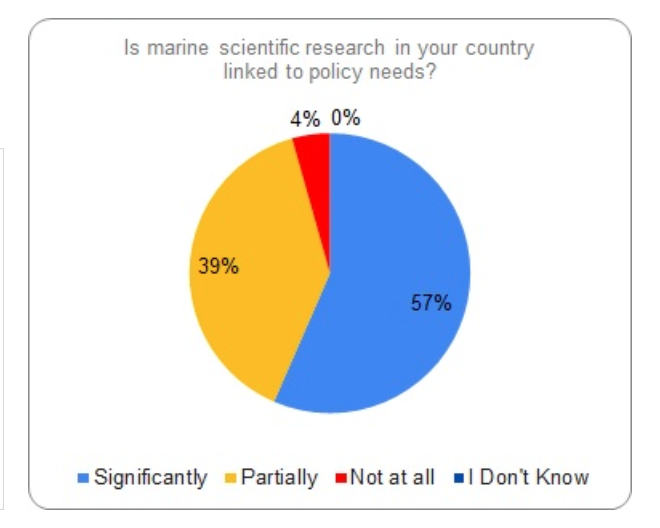 Is marine scientific research in your country
linked to policy needs?
4% 0%
39%
57%
Significantly Partially Not at all I Don't Know